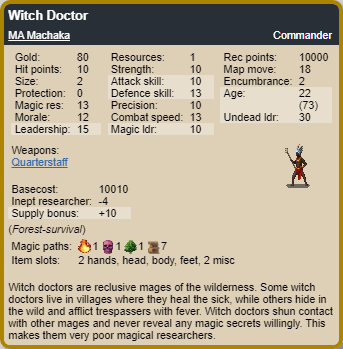 Witch Doctor
MA Machaka Commander
Gold: 80 Resources: 1 Rec points: 10000
Hit points: 10 Strength: 10 Map move: 18
Size: 2 Attack skill: 10 Encumbrance: 2
Protection: 0 Defence skill: 13 Age: 22
Magic res: 13 Precision: 10 (73)
Morale: 12 Combat speed: 13 Undead ldr: 30
Leadership: 15 Magic ldr: 10
Weapons:
Quarterstaff
Basecost: 10010
Inept researcher: -4
Supply bonus: +10
(Forest-survival)
Magic paths: 1 1 1 7
Item slots: 2 hands, head, body, feet, 2 misc
Witch doctors are reclusive mages of the wilderness. Some witch
doctors live in villages where they heal the sick, while others hide in
the wild and afflict trespassers with fever. Witch doctors shun contact
with other mages and never reveal any magic secrets willingly. This
makes them very poor magical researchers.